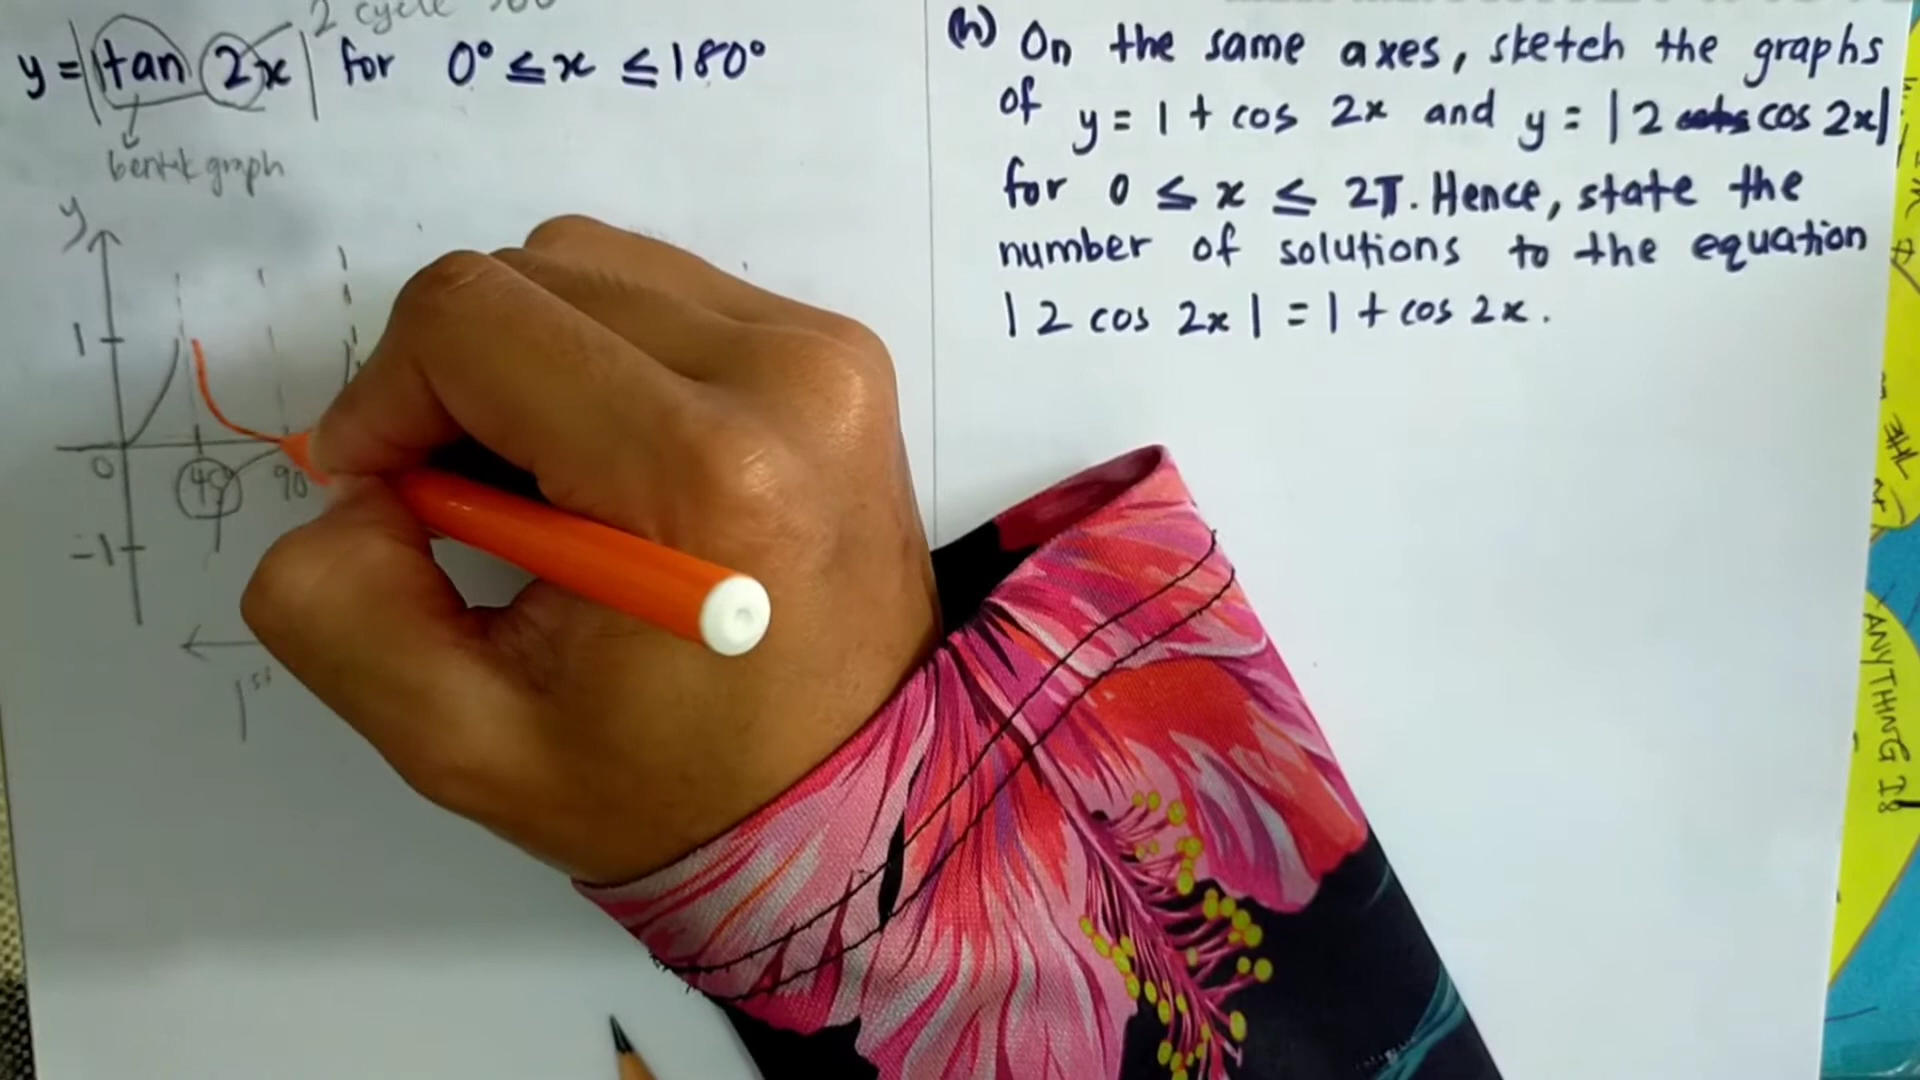 2 cycle
y = |tan 2x| for 0° ≤ x ≤ 180°
bentuk graph
y
1
0
45
90
-1
1st
(h) On the same axes, sketch the graphs
of y = 1 + cos 2x and y = |2 cos 2x|
for 0 ≤ x ≤ 2π. Hence, state the
number of solutions to the equation
|2 cos 2x| = 1 + cos 2x.
ANYTHING IS